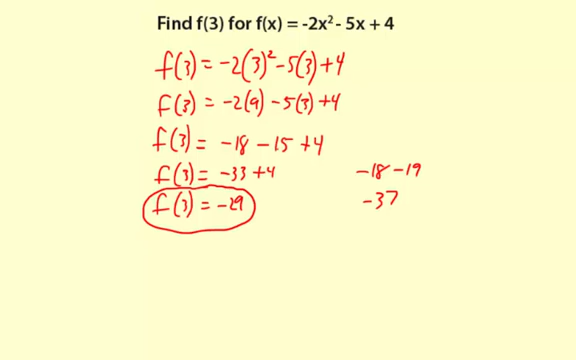 Find f(3) for f(x) = -2x² - 5x + 4
f(3) = -2(3)² - 5(3) + 4
f(3) = -2(9) - 5(3) + 4
f(3) = -18 - 15 + 4
f(3) = -33 + 4
-18 - 19
f(3) = -29
-37